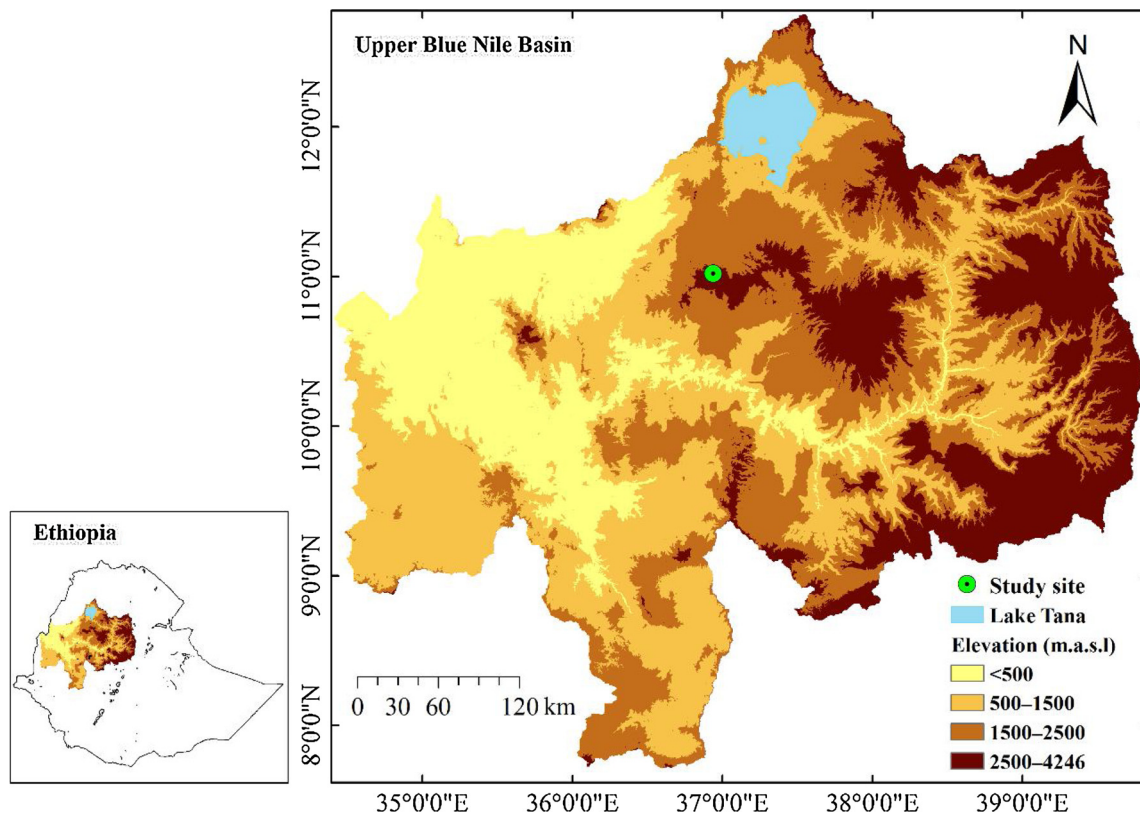 Upper Blue Nile Basin
N
12°0'0"N
11°0'0"N
10°0'0"N
9°0'0"N
8°0'0"N
Ethiopia
Study site
Lake Tana
Elevation (m.a.s.l)
<500
500–1500
1500–2500
2500–4246
0 30 60 120 km
35°0'0"E 36°0'0"E 37°0'0"E 38°0'0"E 39°0'0"E